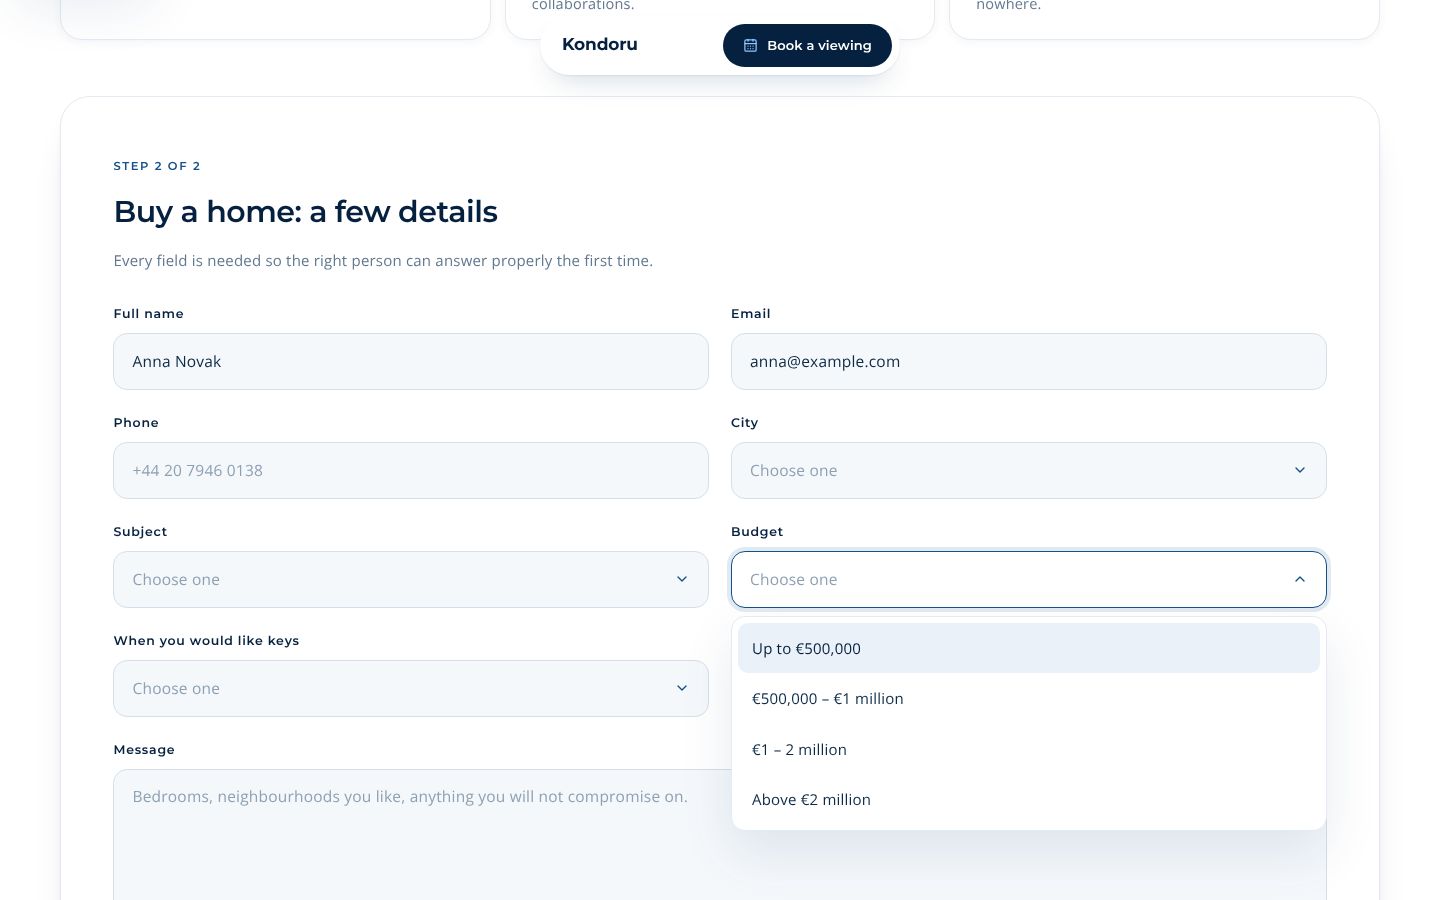 collaborations.
nowhere.
Kondoru
Book a viewing
STEP 2 OF 2
Buy a home: a few details
Every field is needed so the right person can answer properly the first time.
Full name
Email
Anna Novak
anna@example.com
Phone
City
+44 20 7946 0138
Choose one
Subject
Budget
Choose one
Choose one
When you would like keys
Up to €500,000
Choose one
€500,000 – €1 million
Message
€1 – 2 million
Bedrooms, neighbourhoods you like, anything you will not compromise on.
Above €2 million